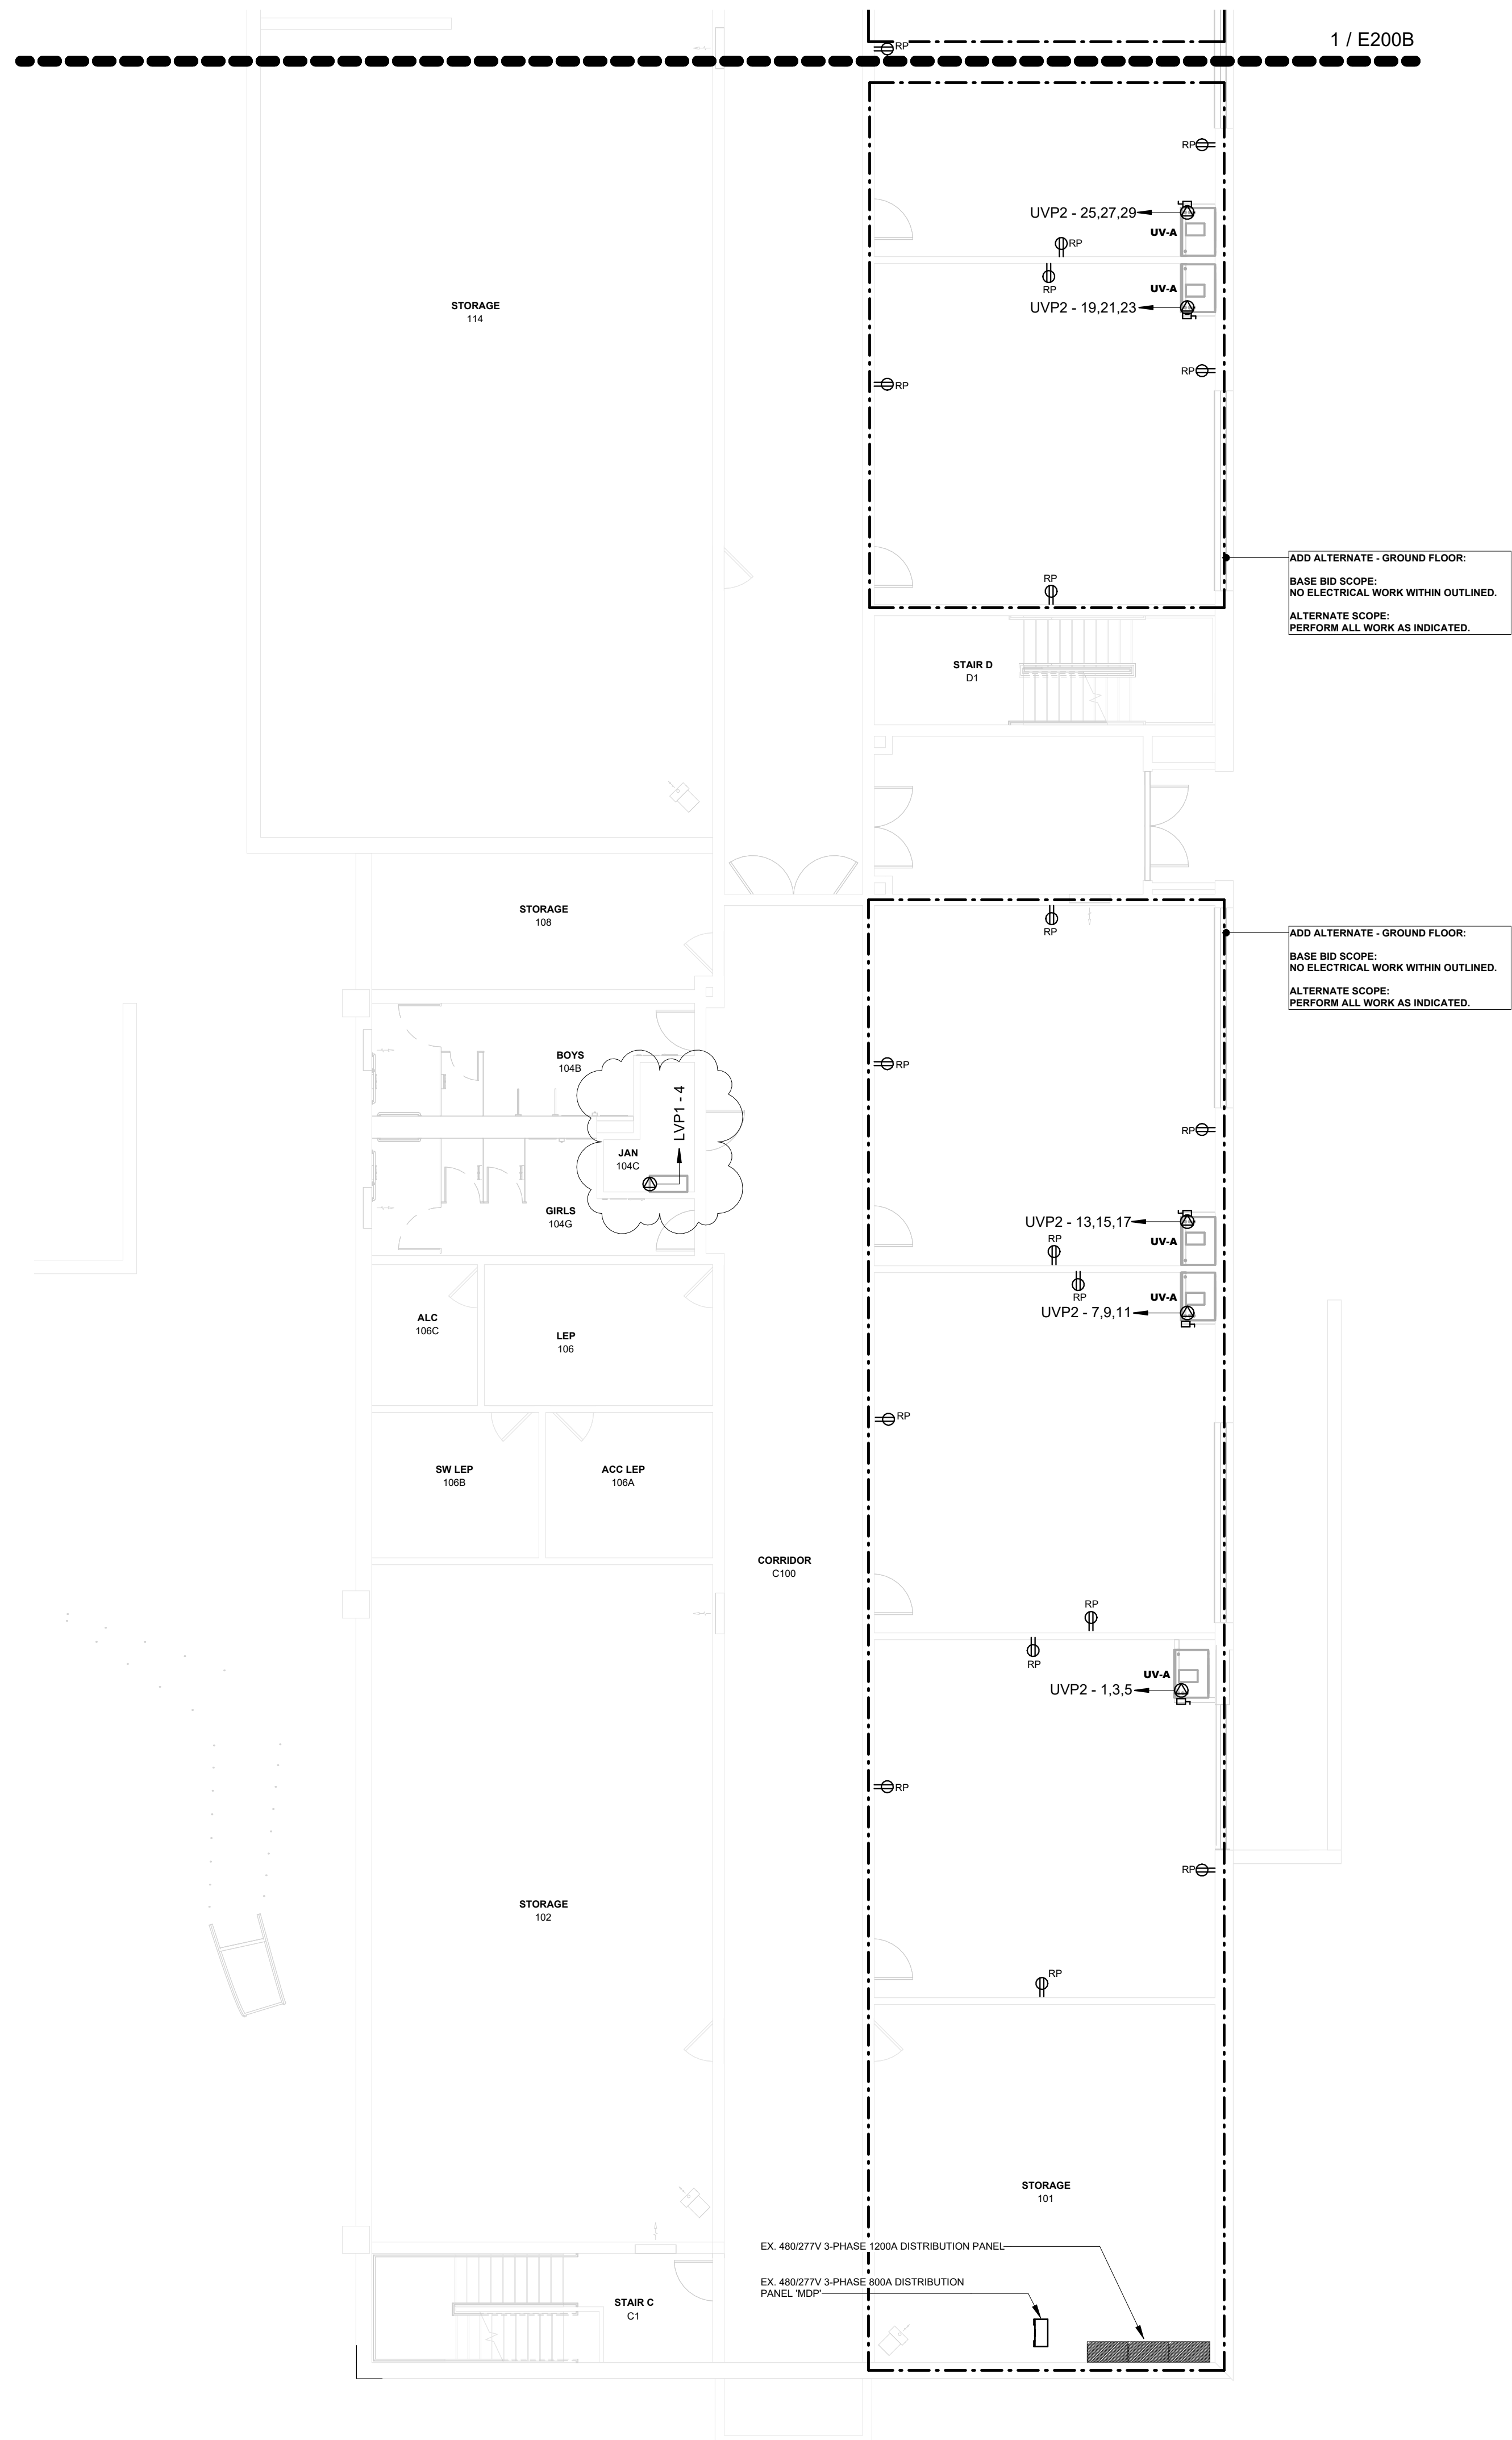 1 / E200B
RP
RP
UVP2 - 25,27,29
UV-A
RP
RP
UV-A
UVP2 - 19,21,23
STORAGE
114
RP
RP
ADD ALTERNATE - GROUND FLOOR:
BASE BID SCOPE:
NO ELECTRICAL WORK WITHIN OUTLINED.
ALTERNATE SCOPE:
PERFORM ALL WORK AS INDICATED.
RP
STAIR D
D1
STORAGE
108
RP
ADD ALTERNATE - GROUND FLOOR:
BASE BID SCOPE:
NO ELECTRICAL WORK WITHIN OUTLINED.
ALTERNATE SCOPE:
PERFORM ALL WORK AS INDICATED.
BOYS
104B
RP
LVP1 - 4
RP
JAN
104C
GIRLS
104G
UVP2 - 13,15,17
RP
UV-A
RP
UV-A
UVP2 - 7,9,11
ALC
106C
LEP
106
RP
SW LEP
106B
ACC LEP
106A
CORRIDOR
C100
RP
RP
UV-A
UVP2 - 1,3,5
RP
RP
STORAGE
102
RP
STORAGE
101
EX. 480/277V 3-PHASE 1200A DISTRIBUTION PANEL
EX. 480/277V 3-PHASE 800A DISTRIBUTION
PANEL 'MDP'
STAIR C
C1